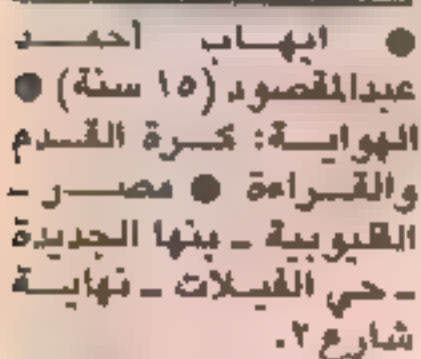 ● ايهاب احمد
عبدالمقصود (١٥ سنة) ●
الهواية: كرة القدم
والقراءة ● مصر -
القليوبية - بنها الجديدة
- حي الفيلات - نهاية
شارع ٢.